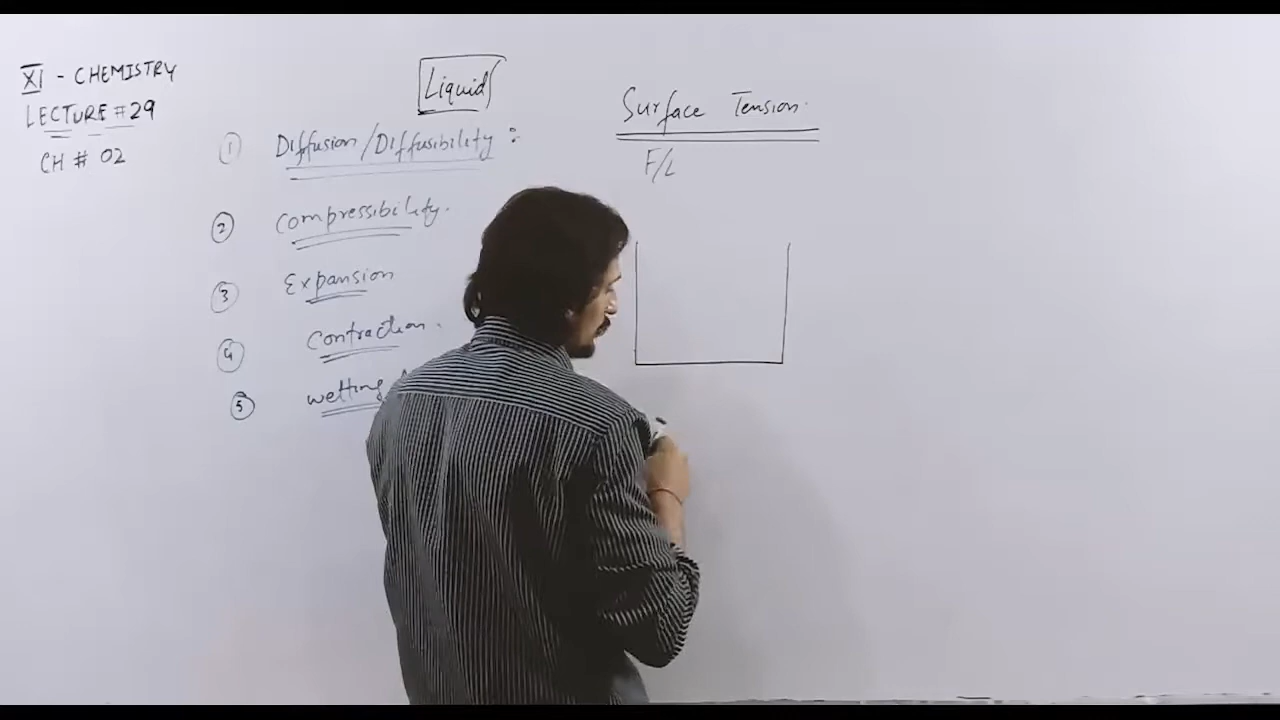 XI - CHEMISTRY
LECTURE #29
CH # 02
Liquid
① Diffusion/Diffusibility :
② Compressibility.
③ Expansion
④ Contraction.
⑤ wetting
Surface Tension.
F/L